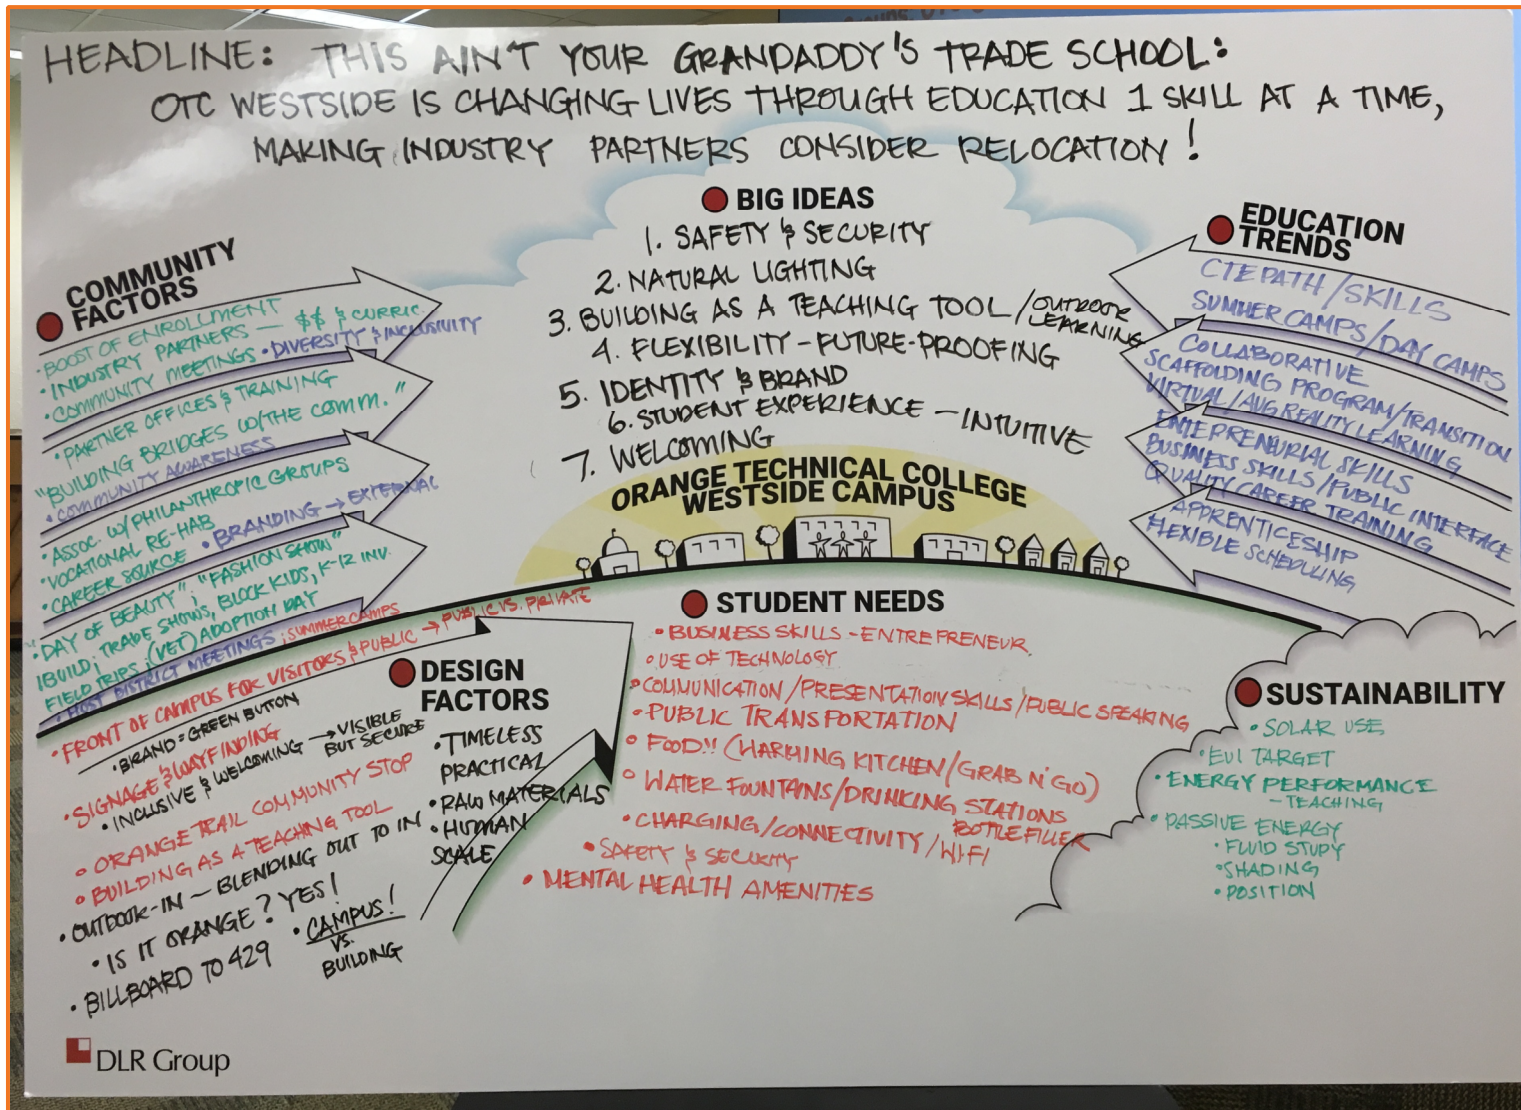 HEADLINE: THIS AIN'T YOUR GRANDADDY'S TRADE SCHOOL:
OTC WESTSIDE IS CHANGING LIVES THROUGH EDUCATION 1 SKILL AT A TIME,
MAKING INDUSTRY PARTNERS CONSIDER RELOCATION!
COMMUNITY
FACTORS
•BOOST OF ENROLLMENT
•INDUSTRY PARTNERS — $$ & CURRIC.
•COMMUNITY MEETINGS •DIVERSITY & INCLUSIVITY
•PARTNER OFFICES & TRAINING
"BUILDING BRIDGES W/THE COMM."
•COMMUNITY AWARENESS
•ASSOC. W/PHILANTHROPIC GROUPS
•VOCATIONAL RE-HAB
•CAREER SOURCE •BRANDING → EXTERNAL
•"DAY OF BEAUTY"; "FASHION SHOW"
IBUILD; TRADE SHOWS, BLOCK KIDS, K-12 INV.
FIELD TRIPS; (VET) ADOPTION DAY
•HOST DISTRICT MEETINGS; SUMMER CAMPS
BIG IDEAS
1. SAFETY & SECURITY
2. NATURAL LIGHTING
3. BUILDING AS A TEACHING TOOL/OUTDOOR
LEARNING
4. FLEXIBILITY - FUTURE-PROOFING
5. IDENTITY & BRAND
6. STUDENT EXPERIENCE - INTUITIVE
7. WELCOMING
ORANGE TECHNICAL COLLEGE
WESTSIDE CAMPUS
EDUCATION
TRENDS
CTE PATH/SKILLS
SUMMER CAMPS/DAY CAMPS
COLLABORATIVE
SCAFFOLDING PROGRAM/TRANSITION
VIRTUAL/AUG REALITY LEARNING
ENTEPRENEURIAL SKILLS
BUSINESS SKILLS/PUBLIC INTERFACE
QUALITY CAREER TRAINING
APPRENTICESHIP
FLEXIBLE SCHEDULING
DESIGN
FACTORS
•FRONT OF CAMPUS FOR VISITORS & PUBLIC → PUBLIC VS. PRIVATE
•BRAND = GREEN BUTTON
•SIGNAGE & WAYFINDING
•INCLUSIVE & WELCOMING → VISIBLE
BUT SECURE
•ORANGE TRAIL COMMUNITY STOP
•BUILDING AS A TEACHING TOOL
•OUTDOOR-IN - BLENDING OUT TO IN
•IS IT ORANGE? YES!
•BILLBOARD TO 429
•CAMPUS!
VS.
BUILDING
•TIMELESS
PRACTICAL
•RAW MATERIALS
•HUMAN
SCALE
STUDENT NEEDS
•BUSINESS SKILLS - ENTREPRENEUR.
•USE OF TECHNOLOGY
•COMMUNICATION/PRESENTATION SKILLS/PUBLIC SPEAKING
•PUBLIC TRANSPORTATION
•FOOD!! (WARMING KITCHEN/GRAB N' GO)
•WATER FOUNTAINS/DRINKING STATIONS
BOTTLE FILLER
•CHARGING/CONNECTIVITY/WIFI
•SAFETY & SECURITY
•MENTAL HEALTH AMENITIES
SUSTAINABILITY
•SOLAR USE
•EUI TARGET
•ENERGY PERFORMANCE
- TEACHING
•PASSIVE ENERGY
•FLUID STUDY
•SHADING
•POSITION
DLR Group